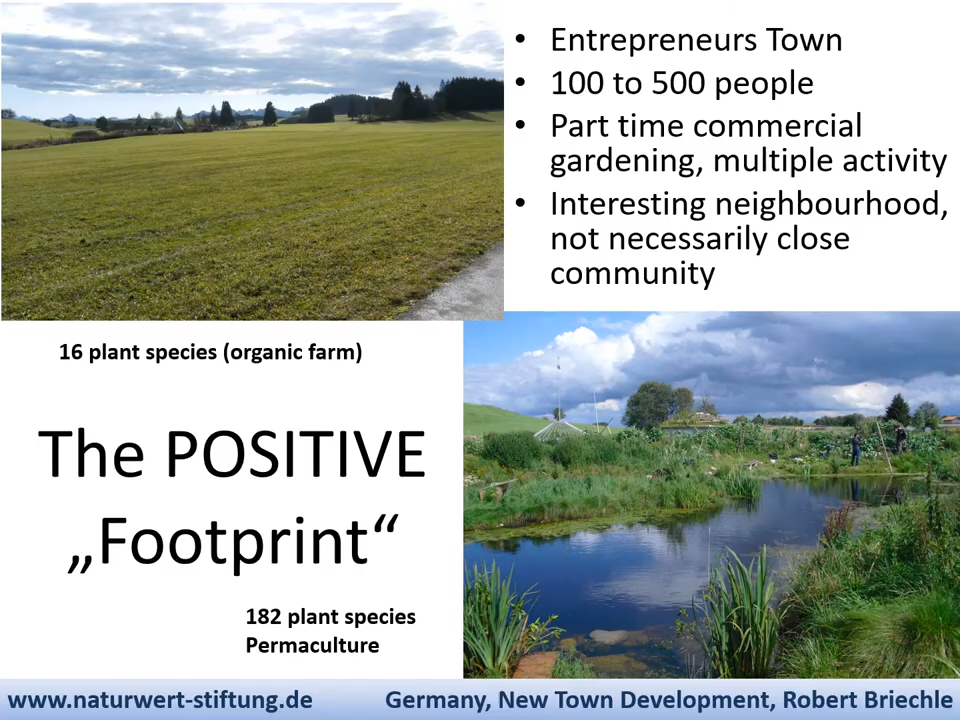 • Entrepreneurs Town
• 100 to 500 people
• Part time commercial
gardening, multiple activity
• Interesting neighbourhood,
not necessarily close
community
16 plant species (organic farm)
The POSITIVE
„Footprint“
182 plant species
Permaculture
www.naturwert-stiftung.de
Germany, New Town Development, Robert Briechle